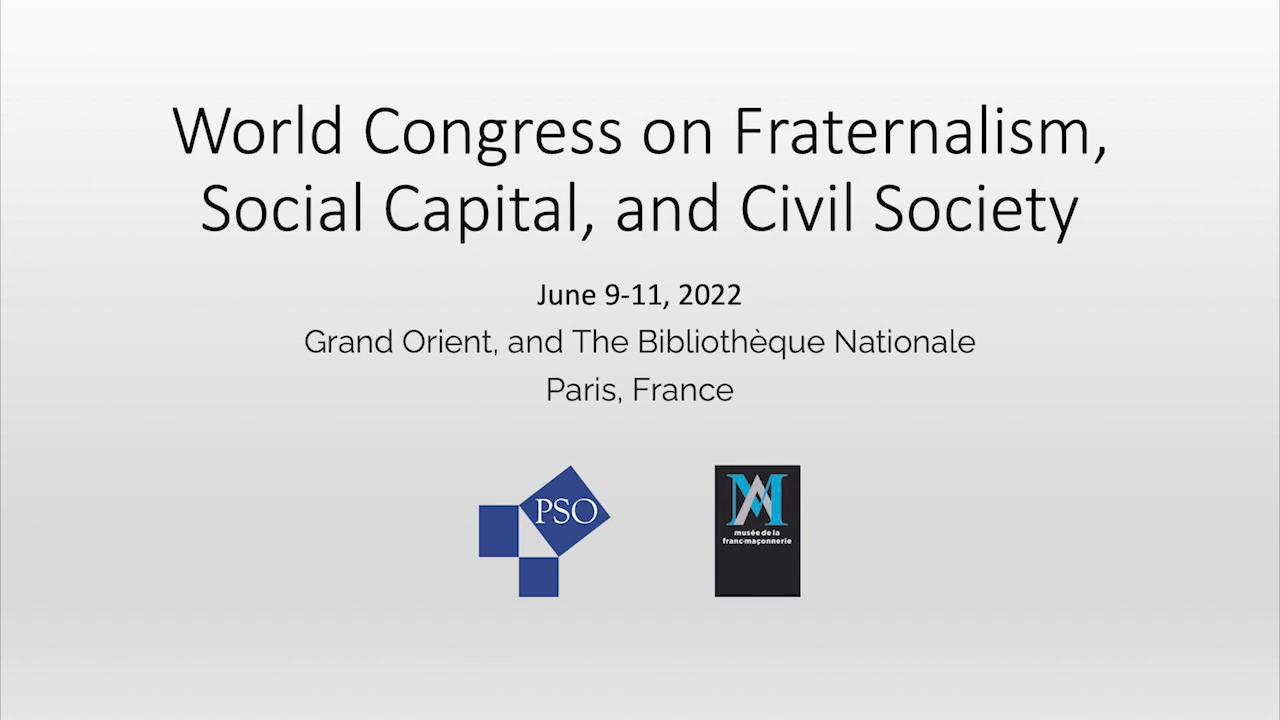 World Congress on Fraternalism,
Social Capital, and Civil Society
June 9-11, 2022
Grand Orient, and The Bibliothèque Nationale
Paris, France
PSO
MA
musée de la
franc-maçonnerie